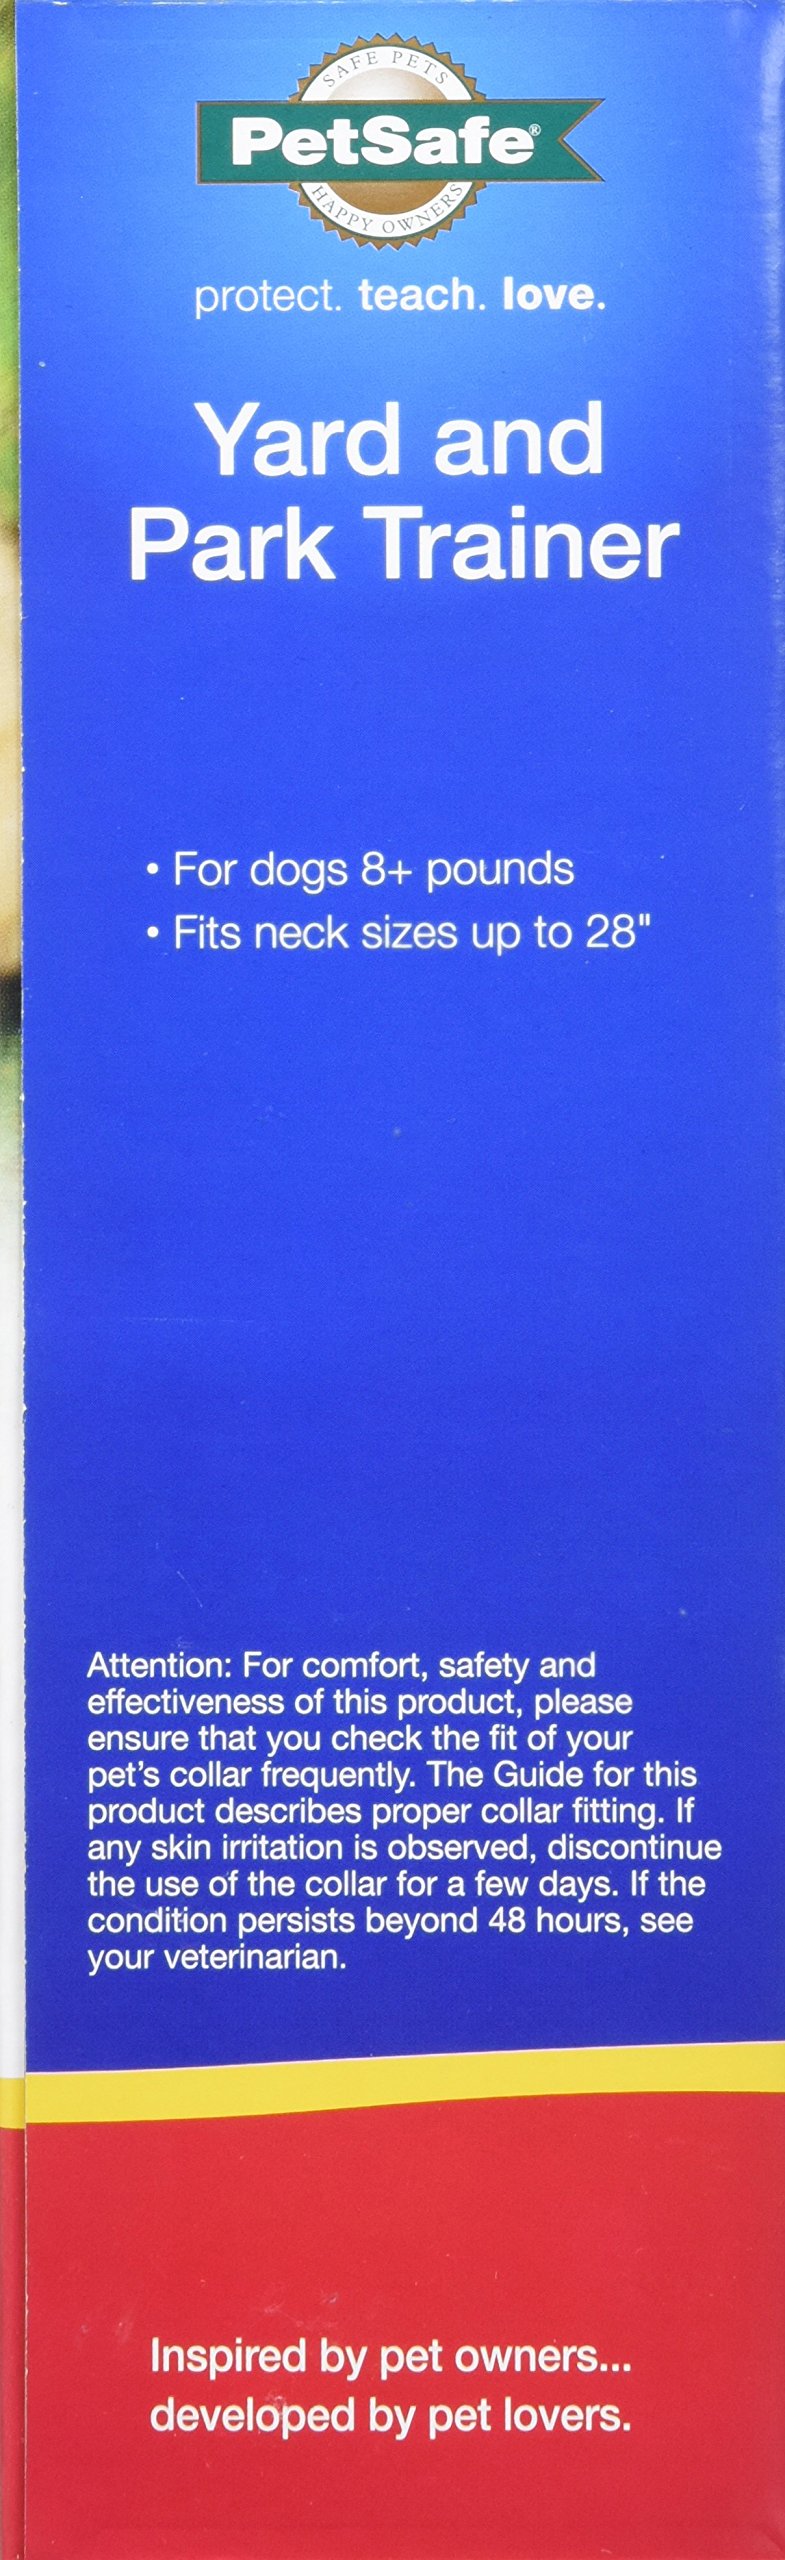 SAFE PETS
PetSafe®
HAPPY OWNERS
protect. teach. love.
Yard and
Park Trainer
• For dogs 8+ pounds
• Fits neck sizes up to 28"
Attention: For comfort, safety and
effectiveness of this product, please
ensure that you check the fit of your
pet's collar frequently. The Guide for this
product describes proper collar fitting. If
any skin irritation is observed, discontinue
the use of the collar for a few days. If the
condition persists beyond 48 hours, see
your veterinarian.
Inspired by pet owners...
developed by pet lovers.